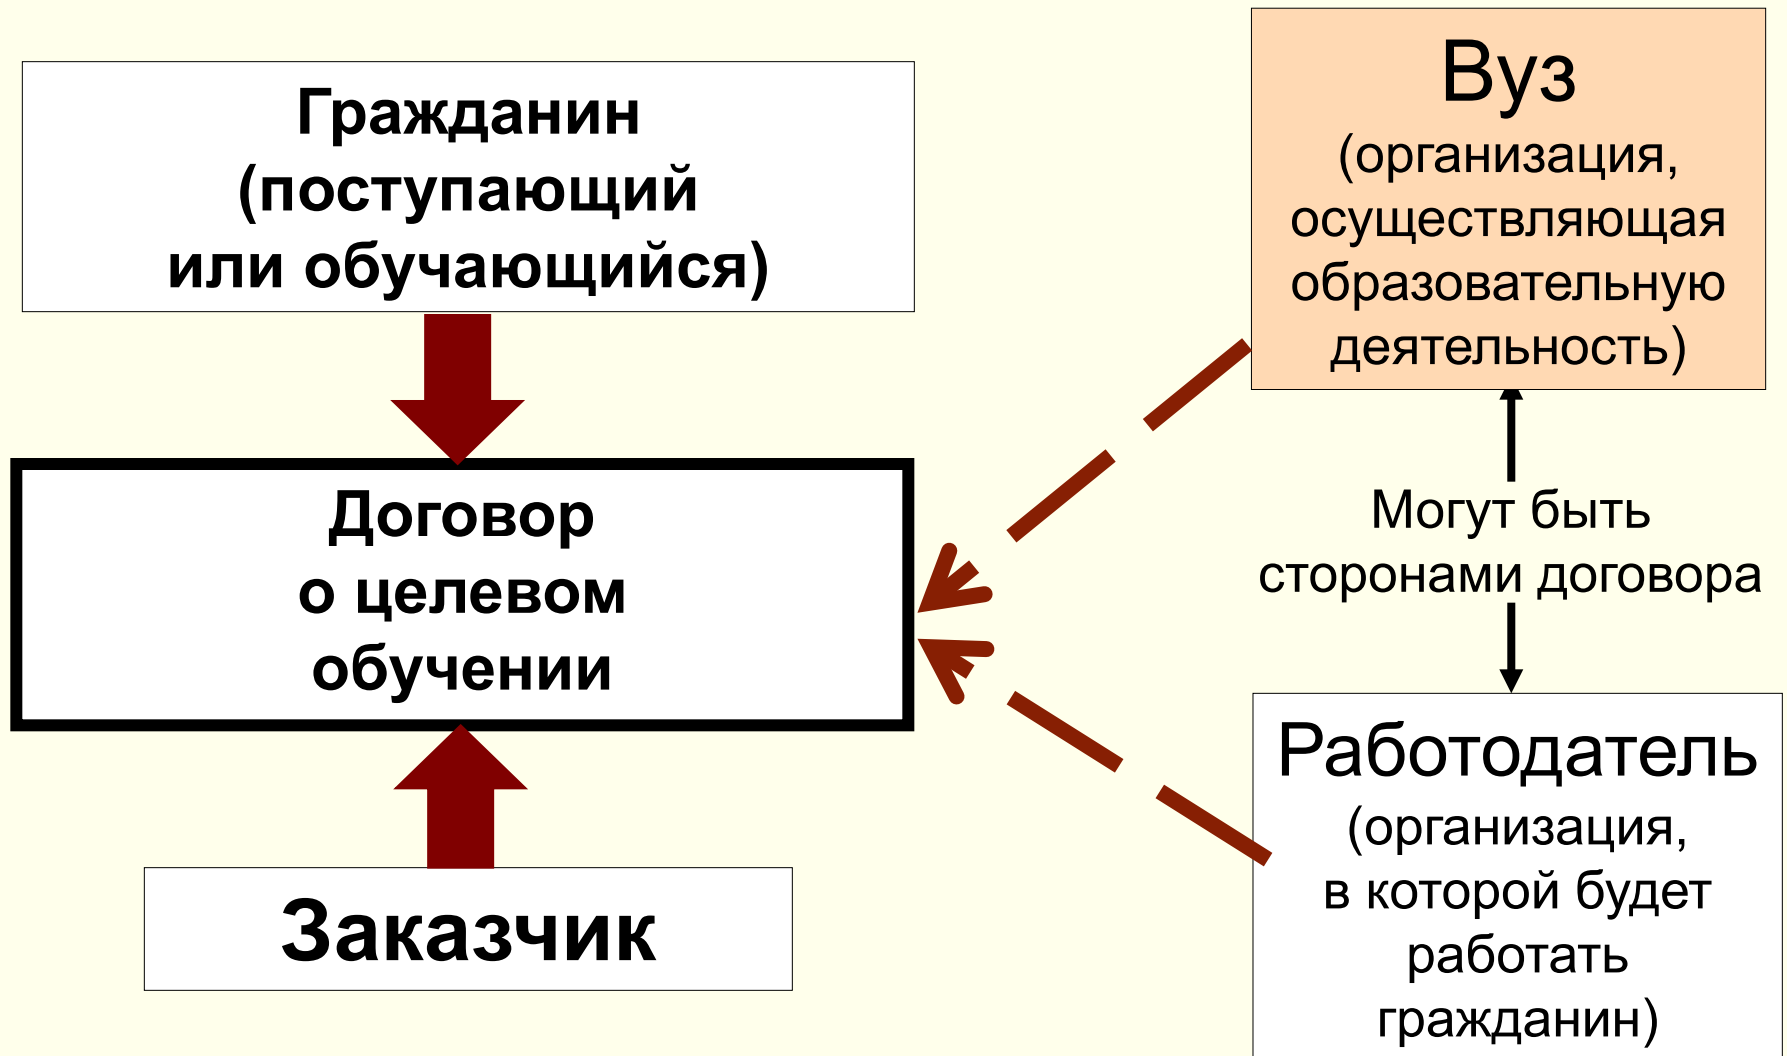 Гражданин
(поступающий
или обучающийся)
Договор
о целевом
обучении
Заказчик
Вуз
(организация,
осуществляющая
образовательную
деятельность)
Могут быть
сторонами договора
Работодатель
(организация,
в которой будет
работать
гражданин)